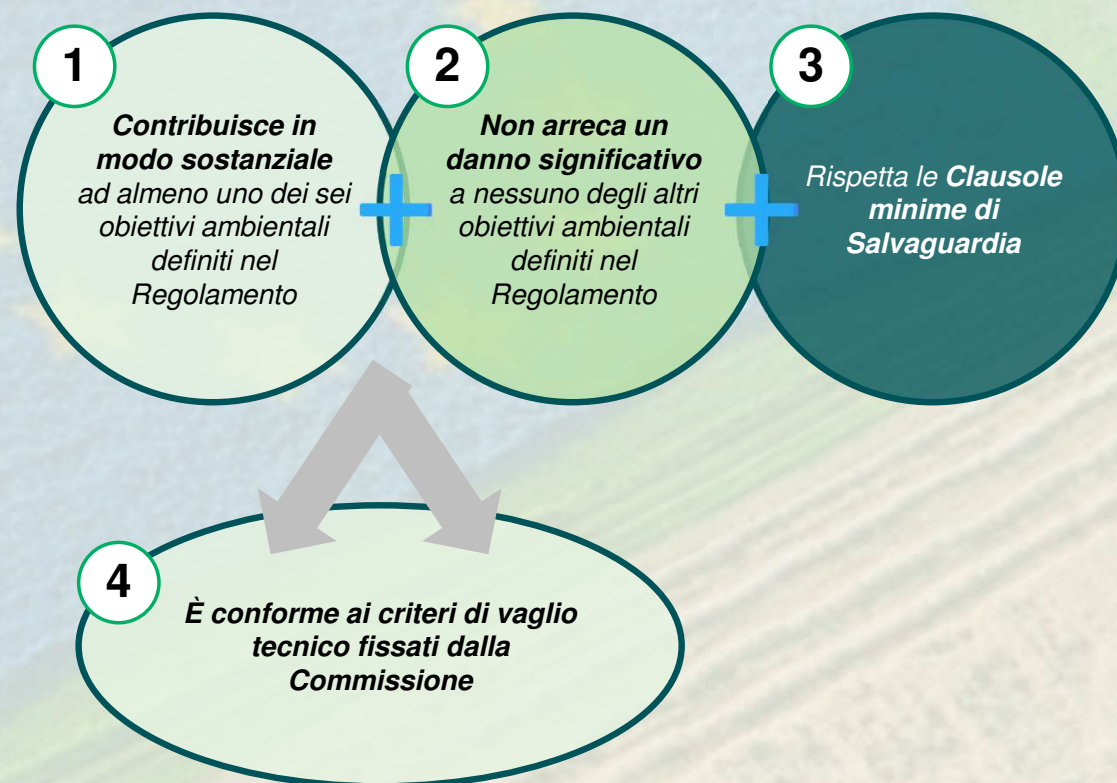 1
Contribuisce in
modo sostanziale
ad almeno uno dei sei
obiettivi ambientali
definiti nel
Regolamento
2
Non arreca un
danno significativo
a nessuno degli altri
obiettivi ambientali
definiti nel
Regolamento
3
Rispetta le Clausole
minime di
Salvaguardia
4
È conforme ai criteri di vaglio
tecnico fissati dalla
Commissione